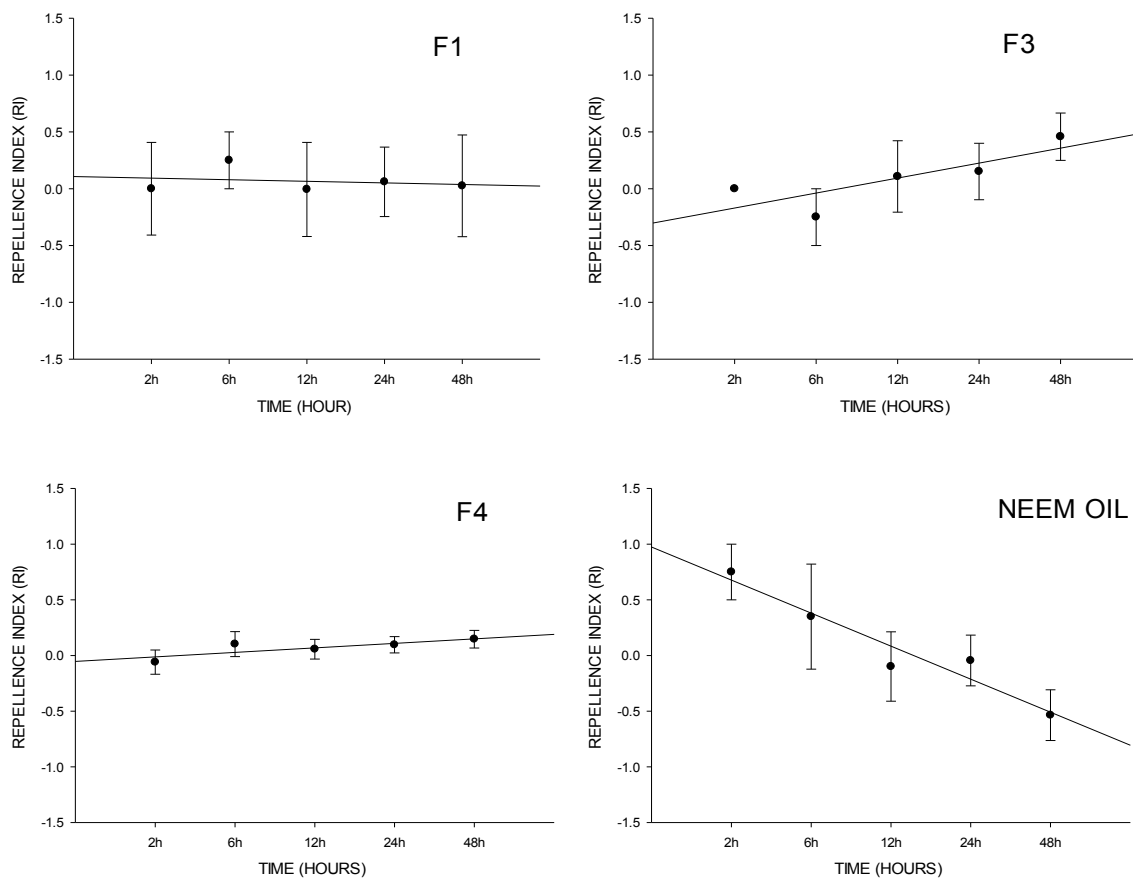 F1
REPELLENCE INDEX (RI)
1.5
1.0
0.5
0.0
-0.5
-1.0
-1.5
2h 6h 12h 24h 48h
TIME (HOUR)
F3
REPELLENCE INDEX (RI)
1.5
1.0
0.5
0.0
-0.5
-1.0
-1.5
2h 6h 12h 24h 48h
TIME (HOURS)
F4
REPELLENCE INDEX (RI)
1.5
1.0
0.5
0.0
-0.5
-1.0
-1.5
2h 6h 12h 24h 48h
TIME (HOURS)
NEEM OIL
REPELLENCE INDEX (RI)
1.5
1.0
0.5
0.0
-0.5
-1.0
-1.5
2h 6h 12h 24h 48h
TIME (HOURS)